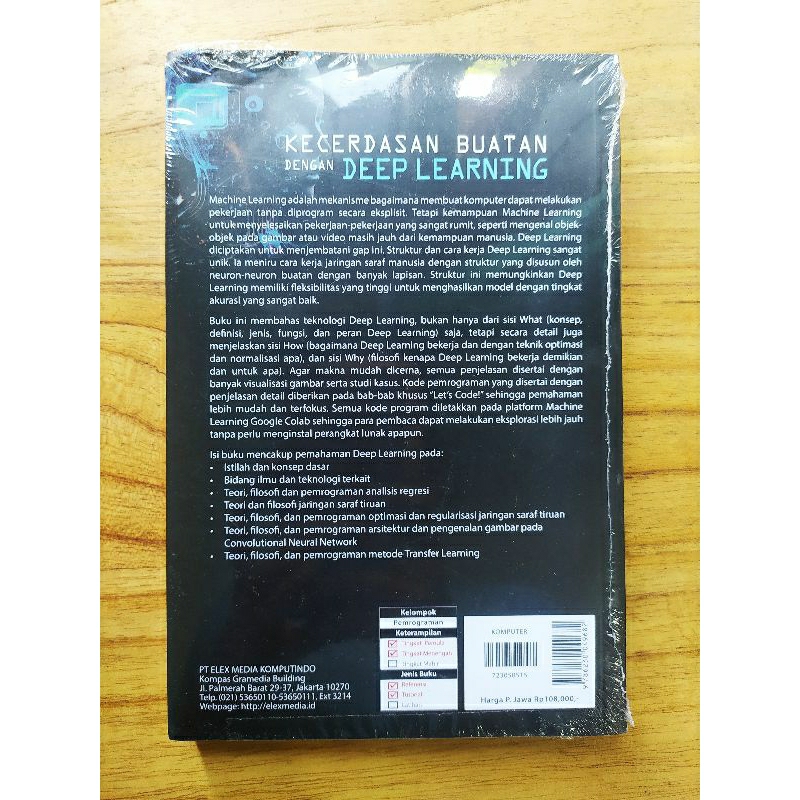 KECERDASAN BUATAN
DENGAN DEEP LEARNING
Machine Learning adalah mekanisme bagaimana membuat komputer dapat melakukan
pekerjaan tanpa diprogram secara eksplisit. Tetapi kemampuan Machine Learning
untuk menyelesaikan pekerjaan-pekerjaan yang sangat rumit, seperti mengenal objek-
objek pada gambar atau video masih jauh dari kemampuan manusia. Deep Learning
diciptakan untuk menjembatani gap ini. Struktur dan cara kerja Deep Learning sangat
unik. Ia meniru cara kerja jaringan saraf manusia dengan struktur yang disusun oleh
neuron-neuron buatan dengan banyak lapisan. Struktur ini memungkinkan Deep
Learning memiliki fleksibilitas yang tinggi untuk menghasilkan model dengan tingkat
akurasi yang sangat baik.
Buku ini membahas teknologi Deep Learning, bukan hanya dari sisi What (konsep,
definisi, jenis, fungsi, dan peran Deep Learning) saja, tetapi secara detail juga
menjelaskan sisi How (bagaimana Deep Learning bekerja dan dengan teknik optimasi
dan normalisasi apa), dan sisi Why (filosofi kenapa Deep Learning bekerja demikian
dan untuk apa). Agar makna mudah dicerna, semua penjelasan disertai dengan
banyak visualisasi gambar serta studi kasus. Kode pemrograman yang disertai dengan
penjelasan detail diberikan pada bab-bab khusus "Let's Code!" sehingga pemahaman
lebih mudah dan terfokus. Semua kode program diletakkan pada platform Machine
Learning Google Colab sehingga para pembaca dapat melakukan eksplorasi lebih jauh
tanpa perlu menginstal perangkat lunak apapun.
Isi buku mencakup pemahaman Deep Learning pada:
• Istilah dan konsep dasar
• Bidang ilmu dan teknologi terkait
• Teori, filosofi dan pemrograman analisis regresi
• Teori dan filosofi jaringan saraf tiruan
• Teori, filosofi, dan pemrograman optimasi dan regularisasi jaringan saraf tiruan
• Teori, filosofi, dan pemrograman arsitektur dan pengenalan gambar pada
Convolutional Neural Network
• Teori, filosofi, dan pemrograman metode Transfer Learning
Kelompok
Pemrograman
Keterampilan
Tingkat Pemula
Tingkat Menengah
Tingkat Mahir
Jenis Buku
Referensi
Tutorial
Latihan
KOMPUTER
723050515
Harga P. Jawa Rp108.000,-
PT ELEX MEDIA KOMPUTINDO
Kompas Gramedia Building
Jl. Palmerah Barat 29-37, Jakarta 10270
Telp. (021) 53650110-53650111, Ext 3214
Webpage: http://elexmedia.id